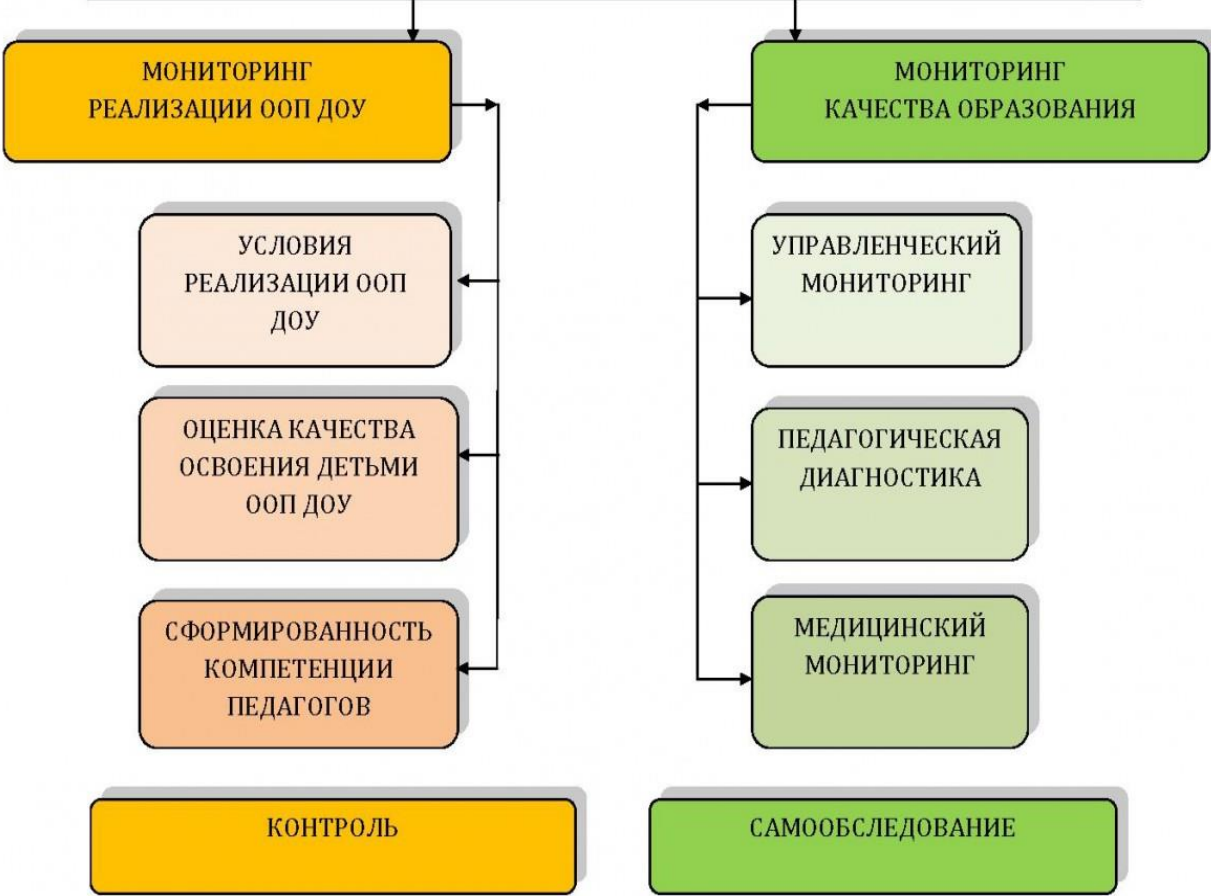 МОНИТОРИНГ
РЕАЛИЗАЦИИ ООП ДОУ
МОНИТОРИНГ
КАЧЕСТВА ОБРАЗОВАНИЯ
УСЛОВИЯ
РЕАЛИЗАЦИИ ООП
ДОУ
ОЦЕНКА КАЧЕСТВА
ОСВОЕНИЯ ДЕТЬМИ
ООП ДОУ
СФОРМИРОВАННОСТЬ
КОМПЕТЕНЦИИ
ПЕДАГОГОВ
УПРАВЛЕНЧЕСКИЙ
МОНИТОРИНГ
ПЕДАГОГИЧЕСКАЯ
ДИАГНОСТИКА
МЕДИЦИНСКИЙ
МОНИТОРИНГ
КОНТРОЛЬ
САМООБСЛЕДОВАНИЕ